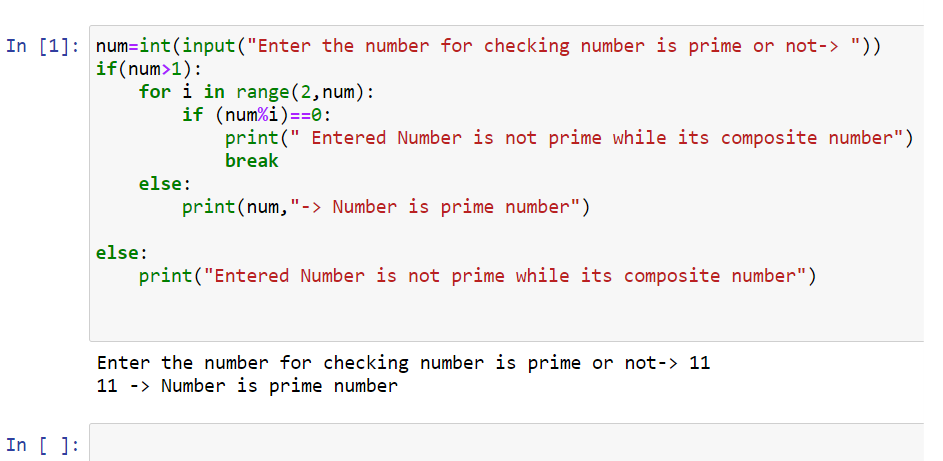 In [1]: num=int(input("Enter the number for checking number is prime or not-> "))
if(num>1):
    for i in range(2,num):
        if (num%i)==0:
            print(" Entered Number is not prime while its composite number")
            break
    else:
        print(num,"-> Number is prime number")
else:
    print("Entered Number is not prime while its composite number")
Enter the number for checking number is prime or not-> 11
11 -> Number is prime number
In [ ]: